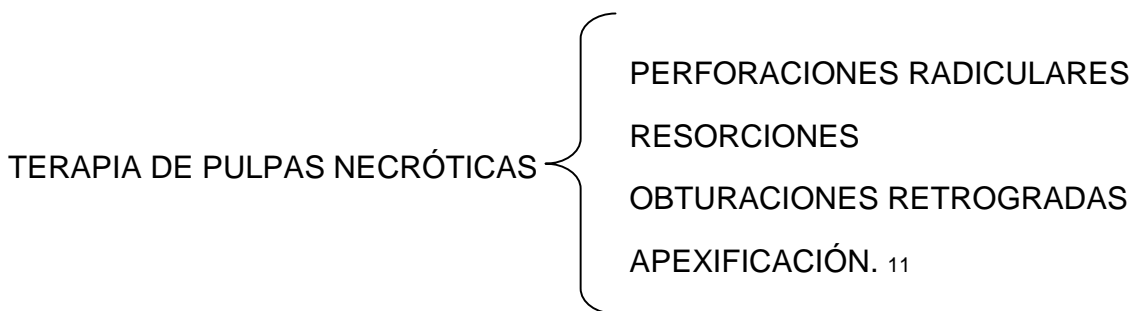 TERAPIA DE PULPAS NECRÓTICAS
PERFORACIONES RADICULARES
RESORCIONES
OBTURACIONES RETROGRADAS
APEXIFICACIÓN. 11